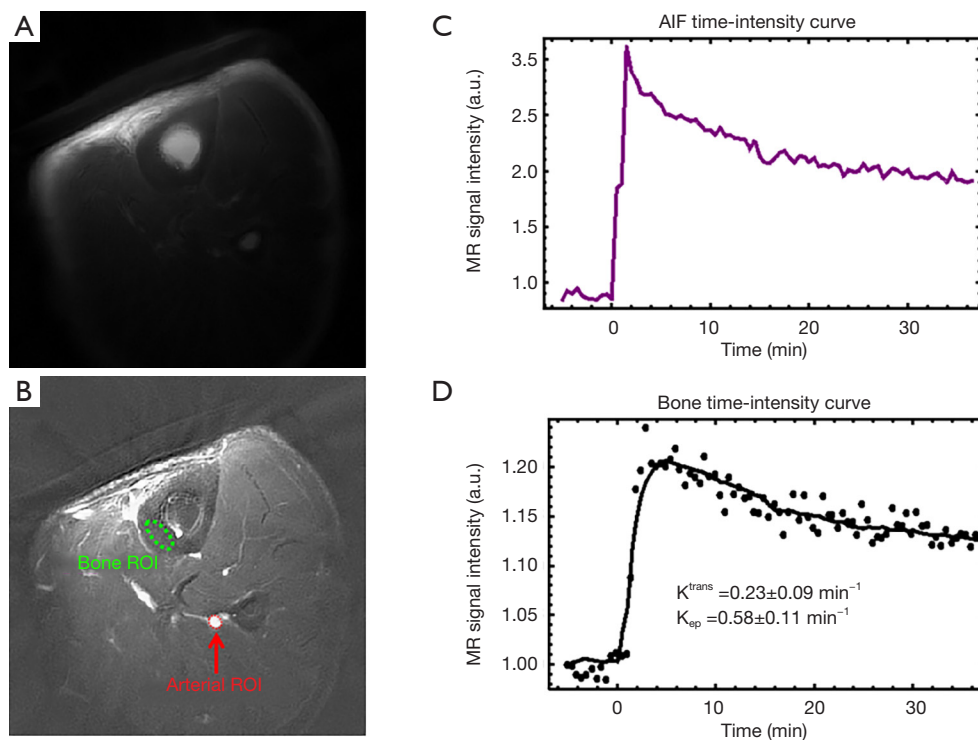 A
B
Bone ROI
Arterial ROI
C
AIF time-intensity curve
MR signal intensity (a.u.)
3.5
2.5
2.0
1.5
1.0
0 10 20 30
Time (min)
D
Bone time-intensity curve
MR signal intensity (a.u.)
1.20
1.15
1.10
1.05
1.00
K^trans =0.23±0.09 min⁻¹
K_ep =0.58±0.11 min⁻¹
0 10 20 30
Time (min)